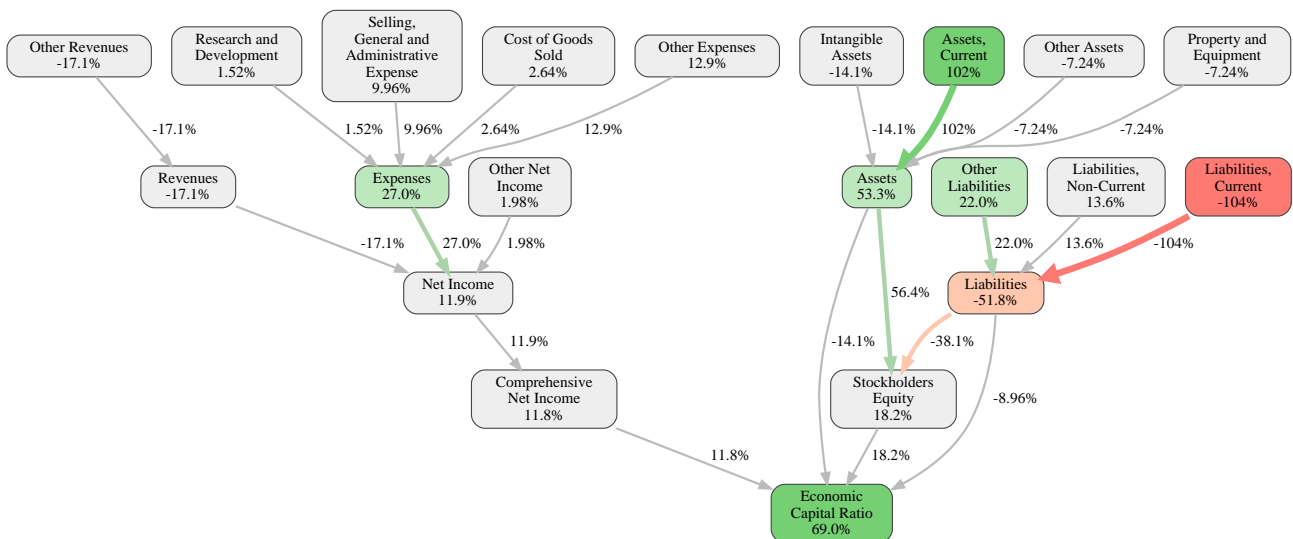 Other Revenues
-17.1%
Research and
Development
1.52%
Selling,
General and
Administrative
Expense
9.96%
Cost of Goods
Sold
2.64%
Other Expenses
12.9%
Intangible
Assets
-14.1%
Assets,
Current
102%
Other Assets
-7.24%
Property and
Equipment
-7.24%
-17.1%
1.52%
9.96%
2.64%
12.9%
-14.1%
102%
-7.24%
-7.24%
Revenues
-17.1%
Expenses
27.0%
Other Net
Income
1.98%
Assets
53.3%
Other
Liabilities
22.0%
Liabilities,
Non-Current
13.6%
Liabilities,
Current
-104%
-17.1%
27.0%
1.98%
22.0%
13.6%
-104%
Net Income
11.9%
56.4%
Liabilities
-51.8%
11.9%
-14.1%
-38.1%
Comprehensive
Net Income
11.8%
Stockholders
Equity
18.2%
-8.96%
11.8%
18.2%
Economic
Capital Ratio
69.0%